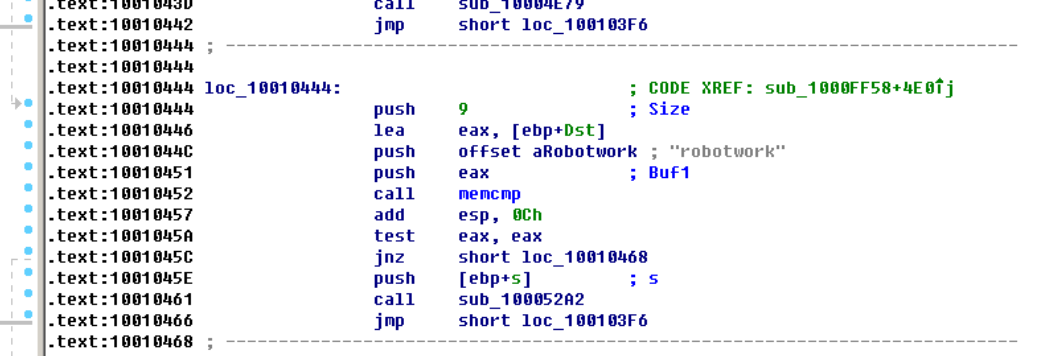 .text:1001043D call sub_10004E79
.text:10010442 jmp short loc_100103F6
.text:10010444 ; ---------------------------------------------------------------------------
.text:10010444
.text:10010444 loc_10010444: ; CODE XREF: sub_1000FF58+4E0↑j
.text:10010444 push 9 ; Size
.text:10010446 lea eax, [ebp+Dst]
.text:1001044C push offset aRobotwork ; "robotwork"
.text:10010451 push eax ; Buf1
.text:10010452 call memcmp
.text:10010457 add esp, 0Ch
.text:1001045A test eax, eax
.text:1001045C jnz short loc_10010468
.text:1001045E push [ebp+s] ; s
.text:10010461 call sub_100052A2
.text:10010466 jmp short loc_100103F6
.text:10010468 ; ---------------------------------------------------------------------------